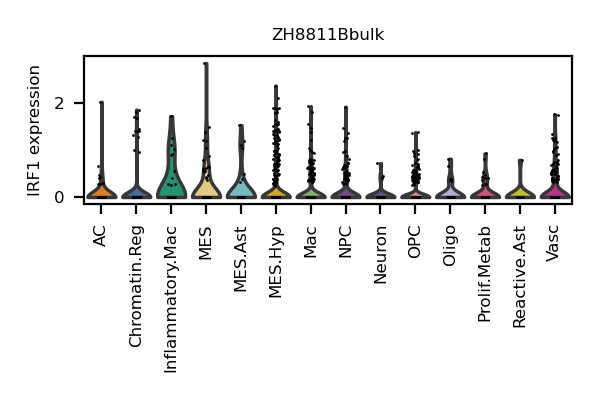 ZH8811Bbulk
IRF1 expression
2
0
AC
Chromatin.Reg
Inflammatory.Mac
MES
MES.Ast
MES.Hyp
Mac
NPC
Neuron
OPC
Oligo
Prolif.Metab
Reactive.Ast
Vasc